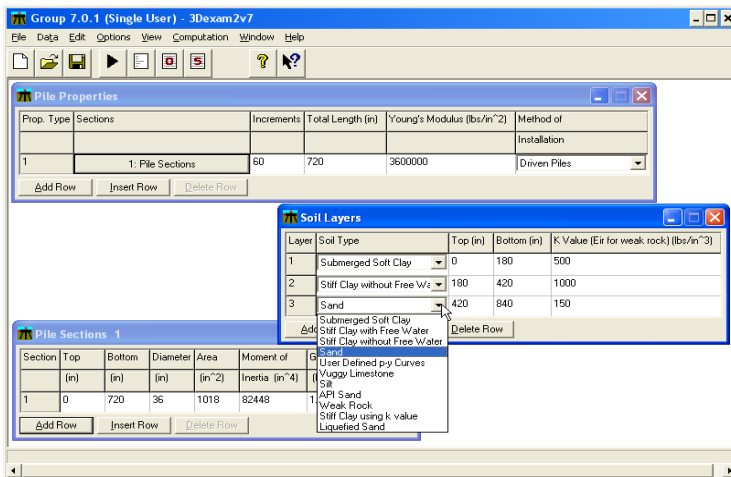 Group 7.0.1 (Single User) - 3Dexam2v7
File Data Edit Options View Computation Window Help
Pile Properties
Prop. Type Sections Increments Total Length (in) Young's Modulus (lbs/in^2) Method of
Installation
1 1: Pile Sections 60 720 3600000 Driven Piles
Add Row Insert Row Delete Row
Soil Layers
Layer Soil Type Top (in) Bottom (in) K Value (Eir for weak rock) (lbs/in^3)
1 Submerged Soft Clay 0 180 500
2 Stiff Clay without Free Wa 180 420 1000
3 Sand 420 840 150
Delete Row
Submerged Soft Clay
Stiff Clay with Free Water
Stiff Clay without Free Water
Sand
User Defined p-y Curves
Vuggy Limestone
Silt
API Sand
Weak Rock
Stiff Clay using k value
Liquefied Sand
Pile Sections 1
Section Top Bottom Diameter Area Moment of G
(in) (in) (in) (in^2) Inertia (in^4)
1 0 720 36 1018 82448 1
Add Row Insert Row Delete Row